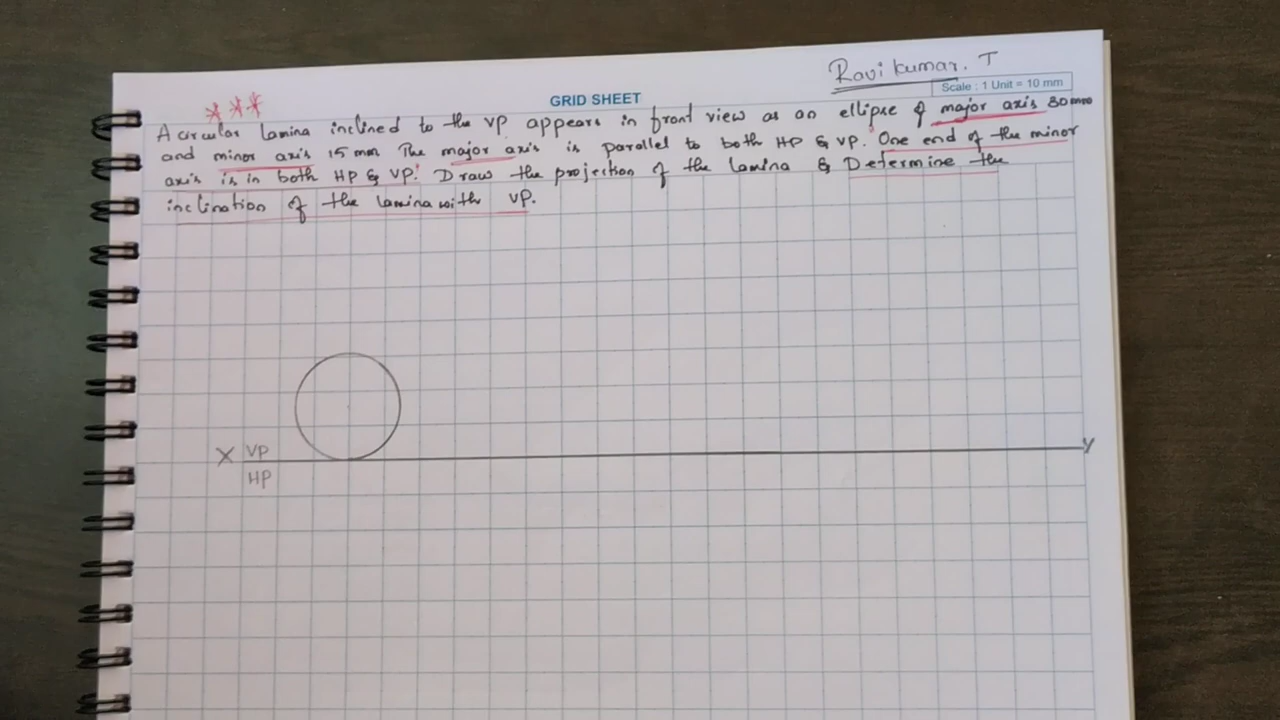 Ravi kumar. T
Scale : 1 Unit = 10 mm
GRID SHEET
A circular lamina inclined to the VP appears in front view as an ellipse of major axis 30mm
and minor axis 15 mm The major axis is parallel to both HP & VP. One end of the minor
axis is in both HP & VP. Draw the projection of the lamina & Determine the
inclination of the lamina with VP.
X VP Y
HP